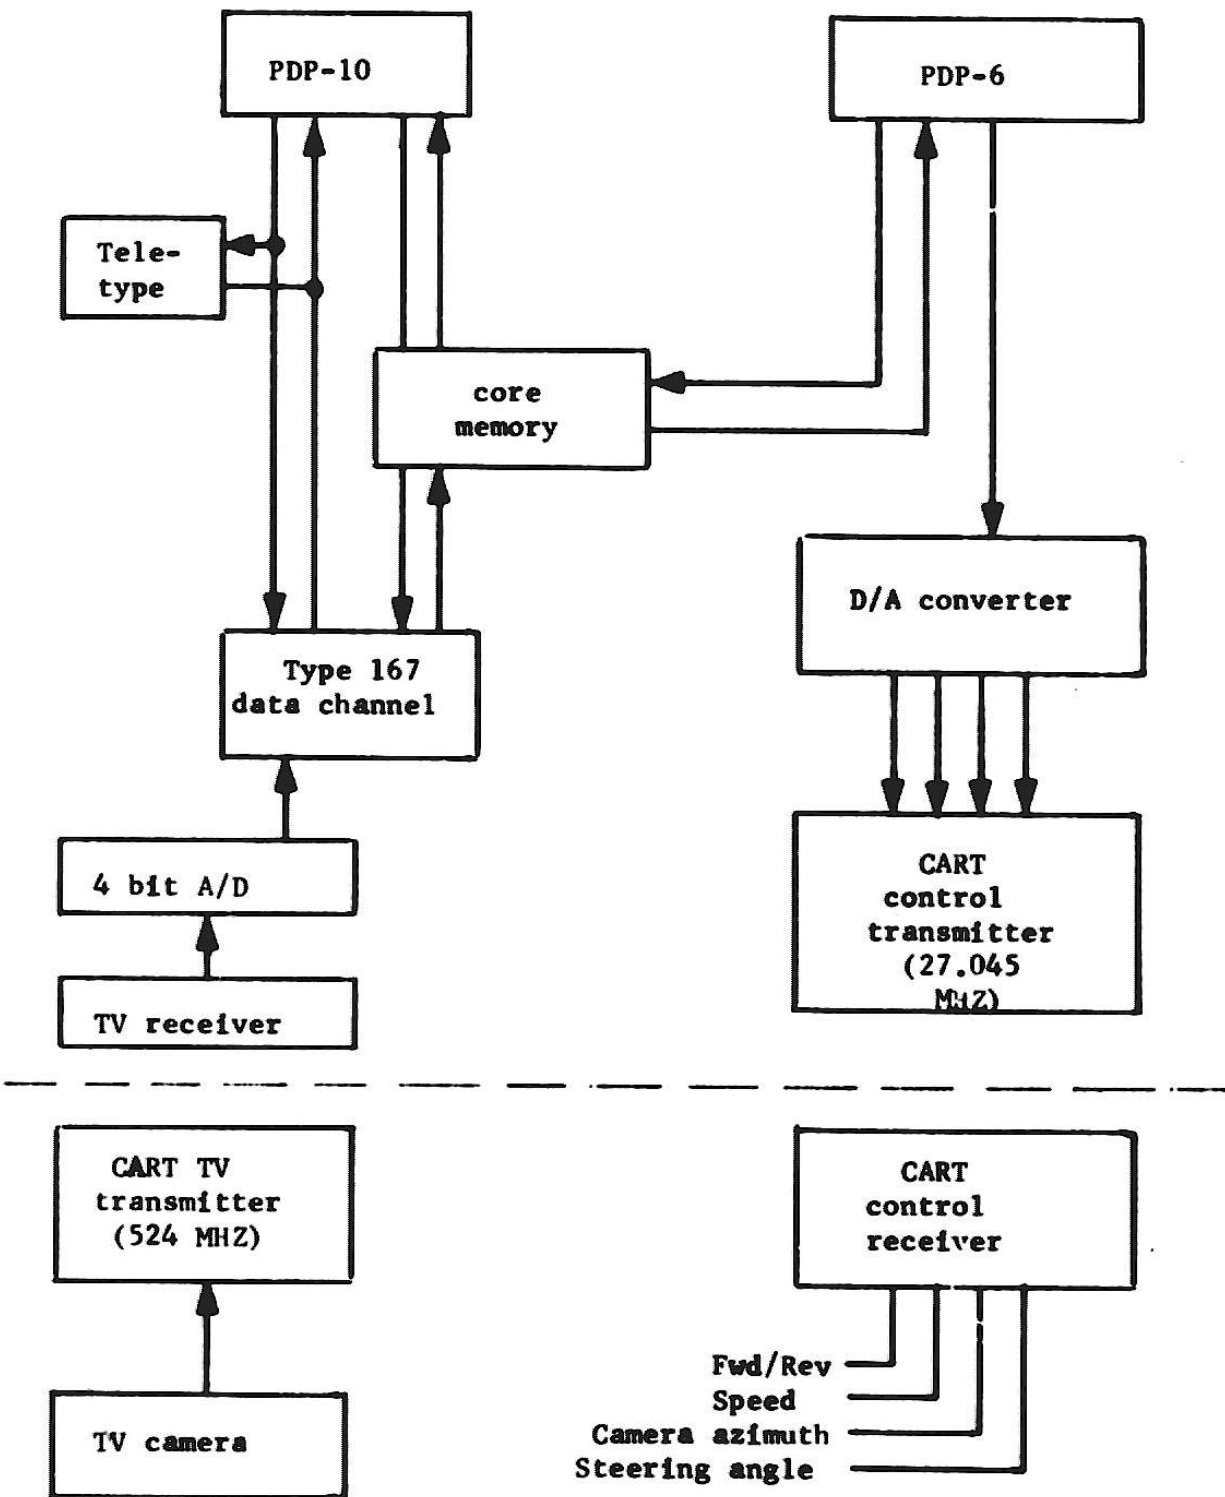 PDP-10
PDP-6
Tele-
type
core
memory
D/A converter
Type 167
data channel
4 bit A/D
CART
control
transmitter
(27.045
MHZ)
TV receiver
CART TV
transmitter
(524 MHZ)
CART
control
receiver
Fwd/Rev
Speed
Camera azimuth
Steering angle
TV camera